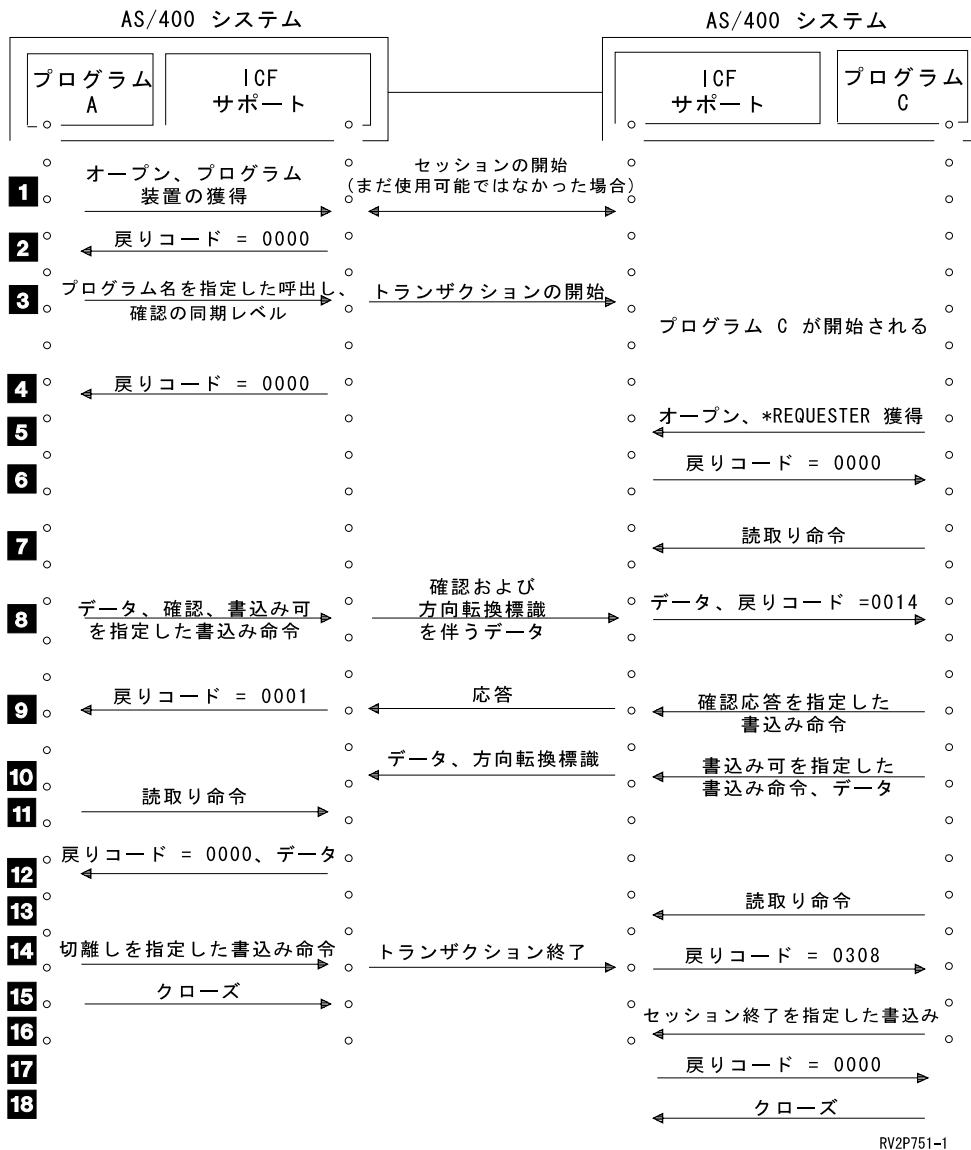 AS/400 システム
AS/400 システム
プログラム
A
ICF
サポート
ICF
サポート
プログラム
C
1
オープン、プログラム
装置の獲得
セッションの開始
(まだ使用可能ではなかった場合)
2
戻りコード = 0000
3
プログラム名を指定した呼出し、
確認の同期レベル
トランザクションの開始
プログラム C が開始される
4
戻りコード = 0000
5
オープン、*REQUESTER 獲得
6
戻りコード = 0000
7
読取り命令
8
データ、確認、書込み可
を指定した書込み命令
確認および
方向転換標識
を伴うデータ
データ、戻りコード =0014
9
戻りコード = 0001
応答
確認応答を指定した
書込み命令
10
データ、方向転換標識
書込み可を指定した
書込み命令、データ
11
読取り命令
12
戻りコード = 0000、データ
13
読取り命令
14
切離しを指定した書込み命令
トランザクション終了
戻りコード = 0308
15
クローズ
16
セッション終了を指定した書込み
17
戻りコード = 0000
18
クローズ
RV2P751-1